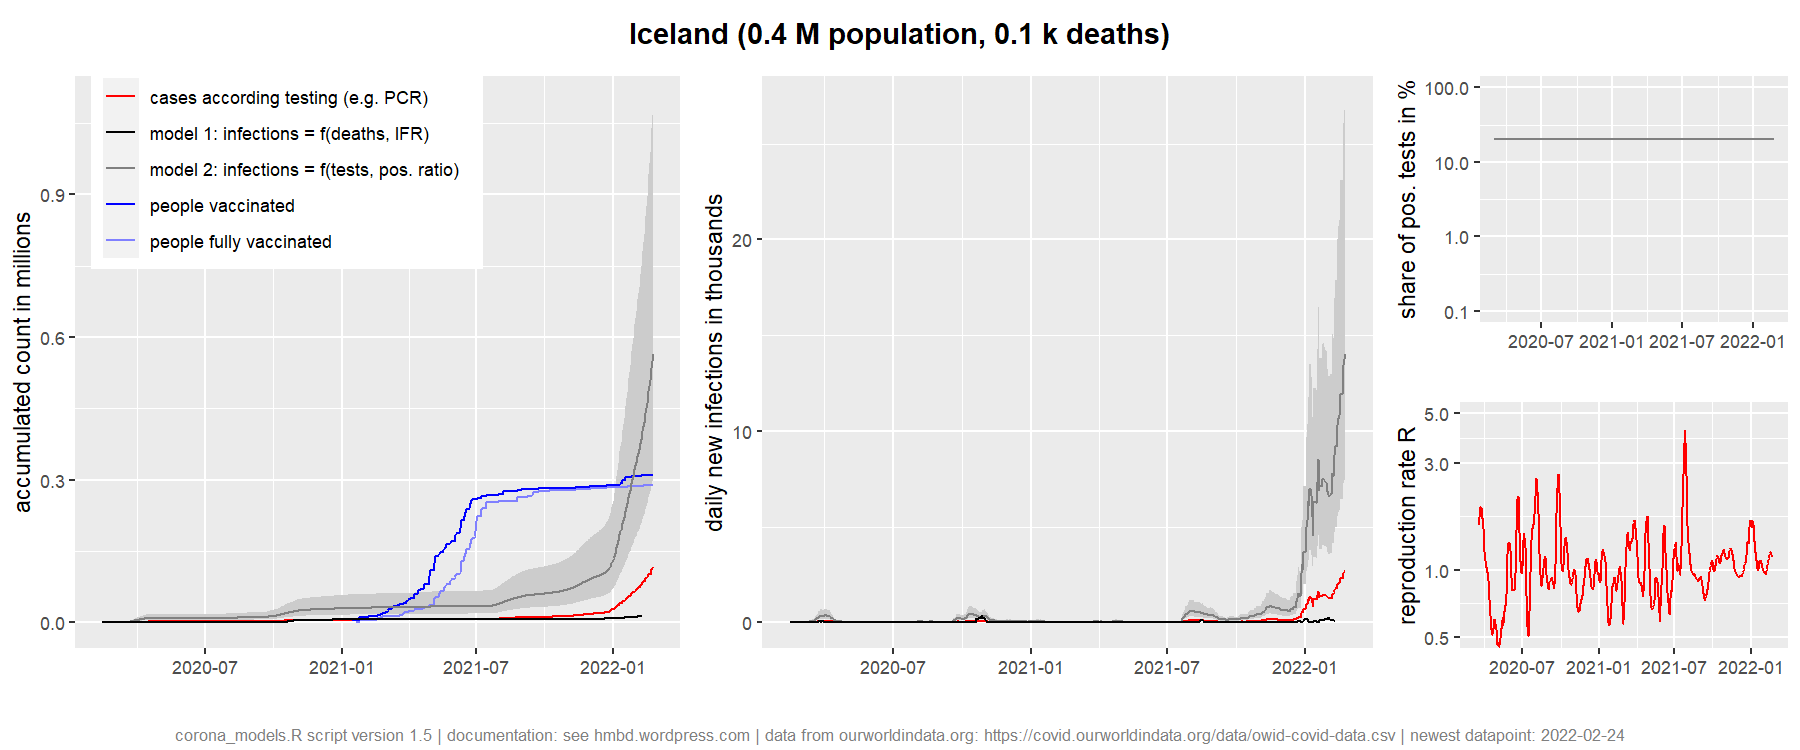 Iceland (0.4 M population, 0.1 k deaths)
accumulated count in millions
0.9
0.6
0.3
0.0
cases according testing (e.g. PCR)
model 1: infections = f(deaths, IFR)
model 2: infections = f(tests, pos. ratio)
people vaccinated
people fully vaccinated
2020-07 2021-01 2021-07 2022-01
daily new infections in thousands
20
10
0
2020-07 2021-01 2021-07 2022-01
share of pos. tests in %
100.0
10.0
1.0
0.1
2020-07 2021-01 2021-07 2022-01
reproduction rate R
5.0
3.0
1.0
0.5
2020-07 2021-01 2021-07 2022-01
corona_models.R script version 1.5 | documentation: see hmbd.wordpress.com | data from ourworldindata.org: https://covid.ourworldindata.org/data/owid-covid-data.csv | newest datapoint: 2022-02-24